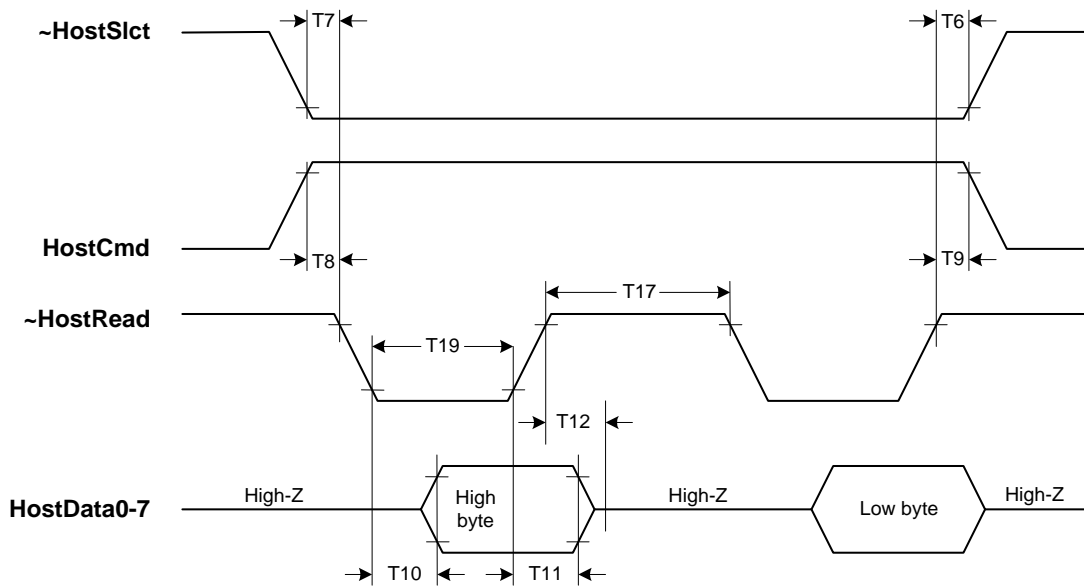 ~HostSlct
T7
T6
HostCmd
T8
T9
~HostRead
T17
T19
T12
HostData0-7
High-Z
High
byte
High-Z
Low byte
High-Z
T10
T11